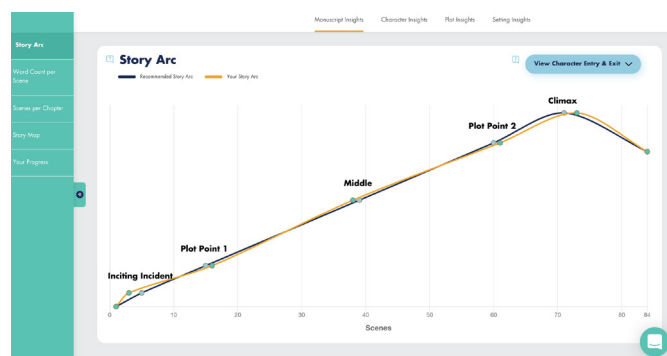 Manuscript Insights
Character Insights
Plot Insights
Setting Insights
Story Arc
Word Count per
Scene
Scenes per Chapter
Story Map
Your Progress
Story Arc
View Character Entry & Exit
Recommended Story Arc
Your Story Arc
Climax
Plot Point 2
Middle
Plot Point 1
Inciting Incident
0 10 20 30 40 50 60 70 80 84
Scenes